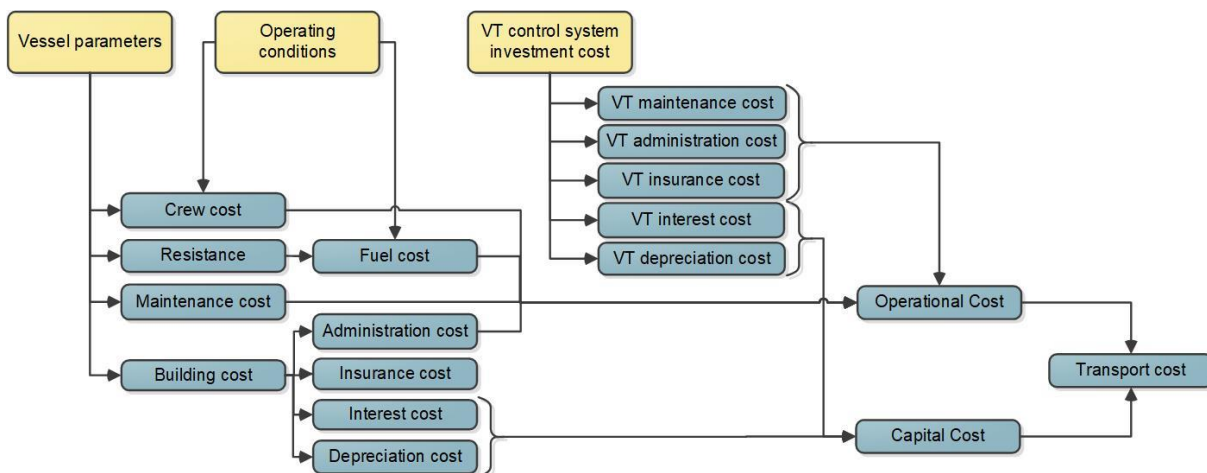 Vessel parameters
Operating
conditions
VT control system
investment cost
VT maintenance cost
VT administration cost
VT insurance cost
VT interest cost
VT depreciation cost
Crew cost
Resistance
Fuel cost
Maintenance cost
Operational Cost
Administration cost
Building cost
Insurance cost
Interest cost
Depreciation cost
Transport cost
Capital Cost